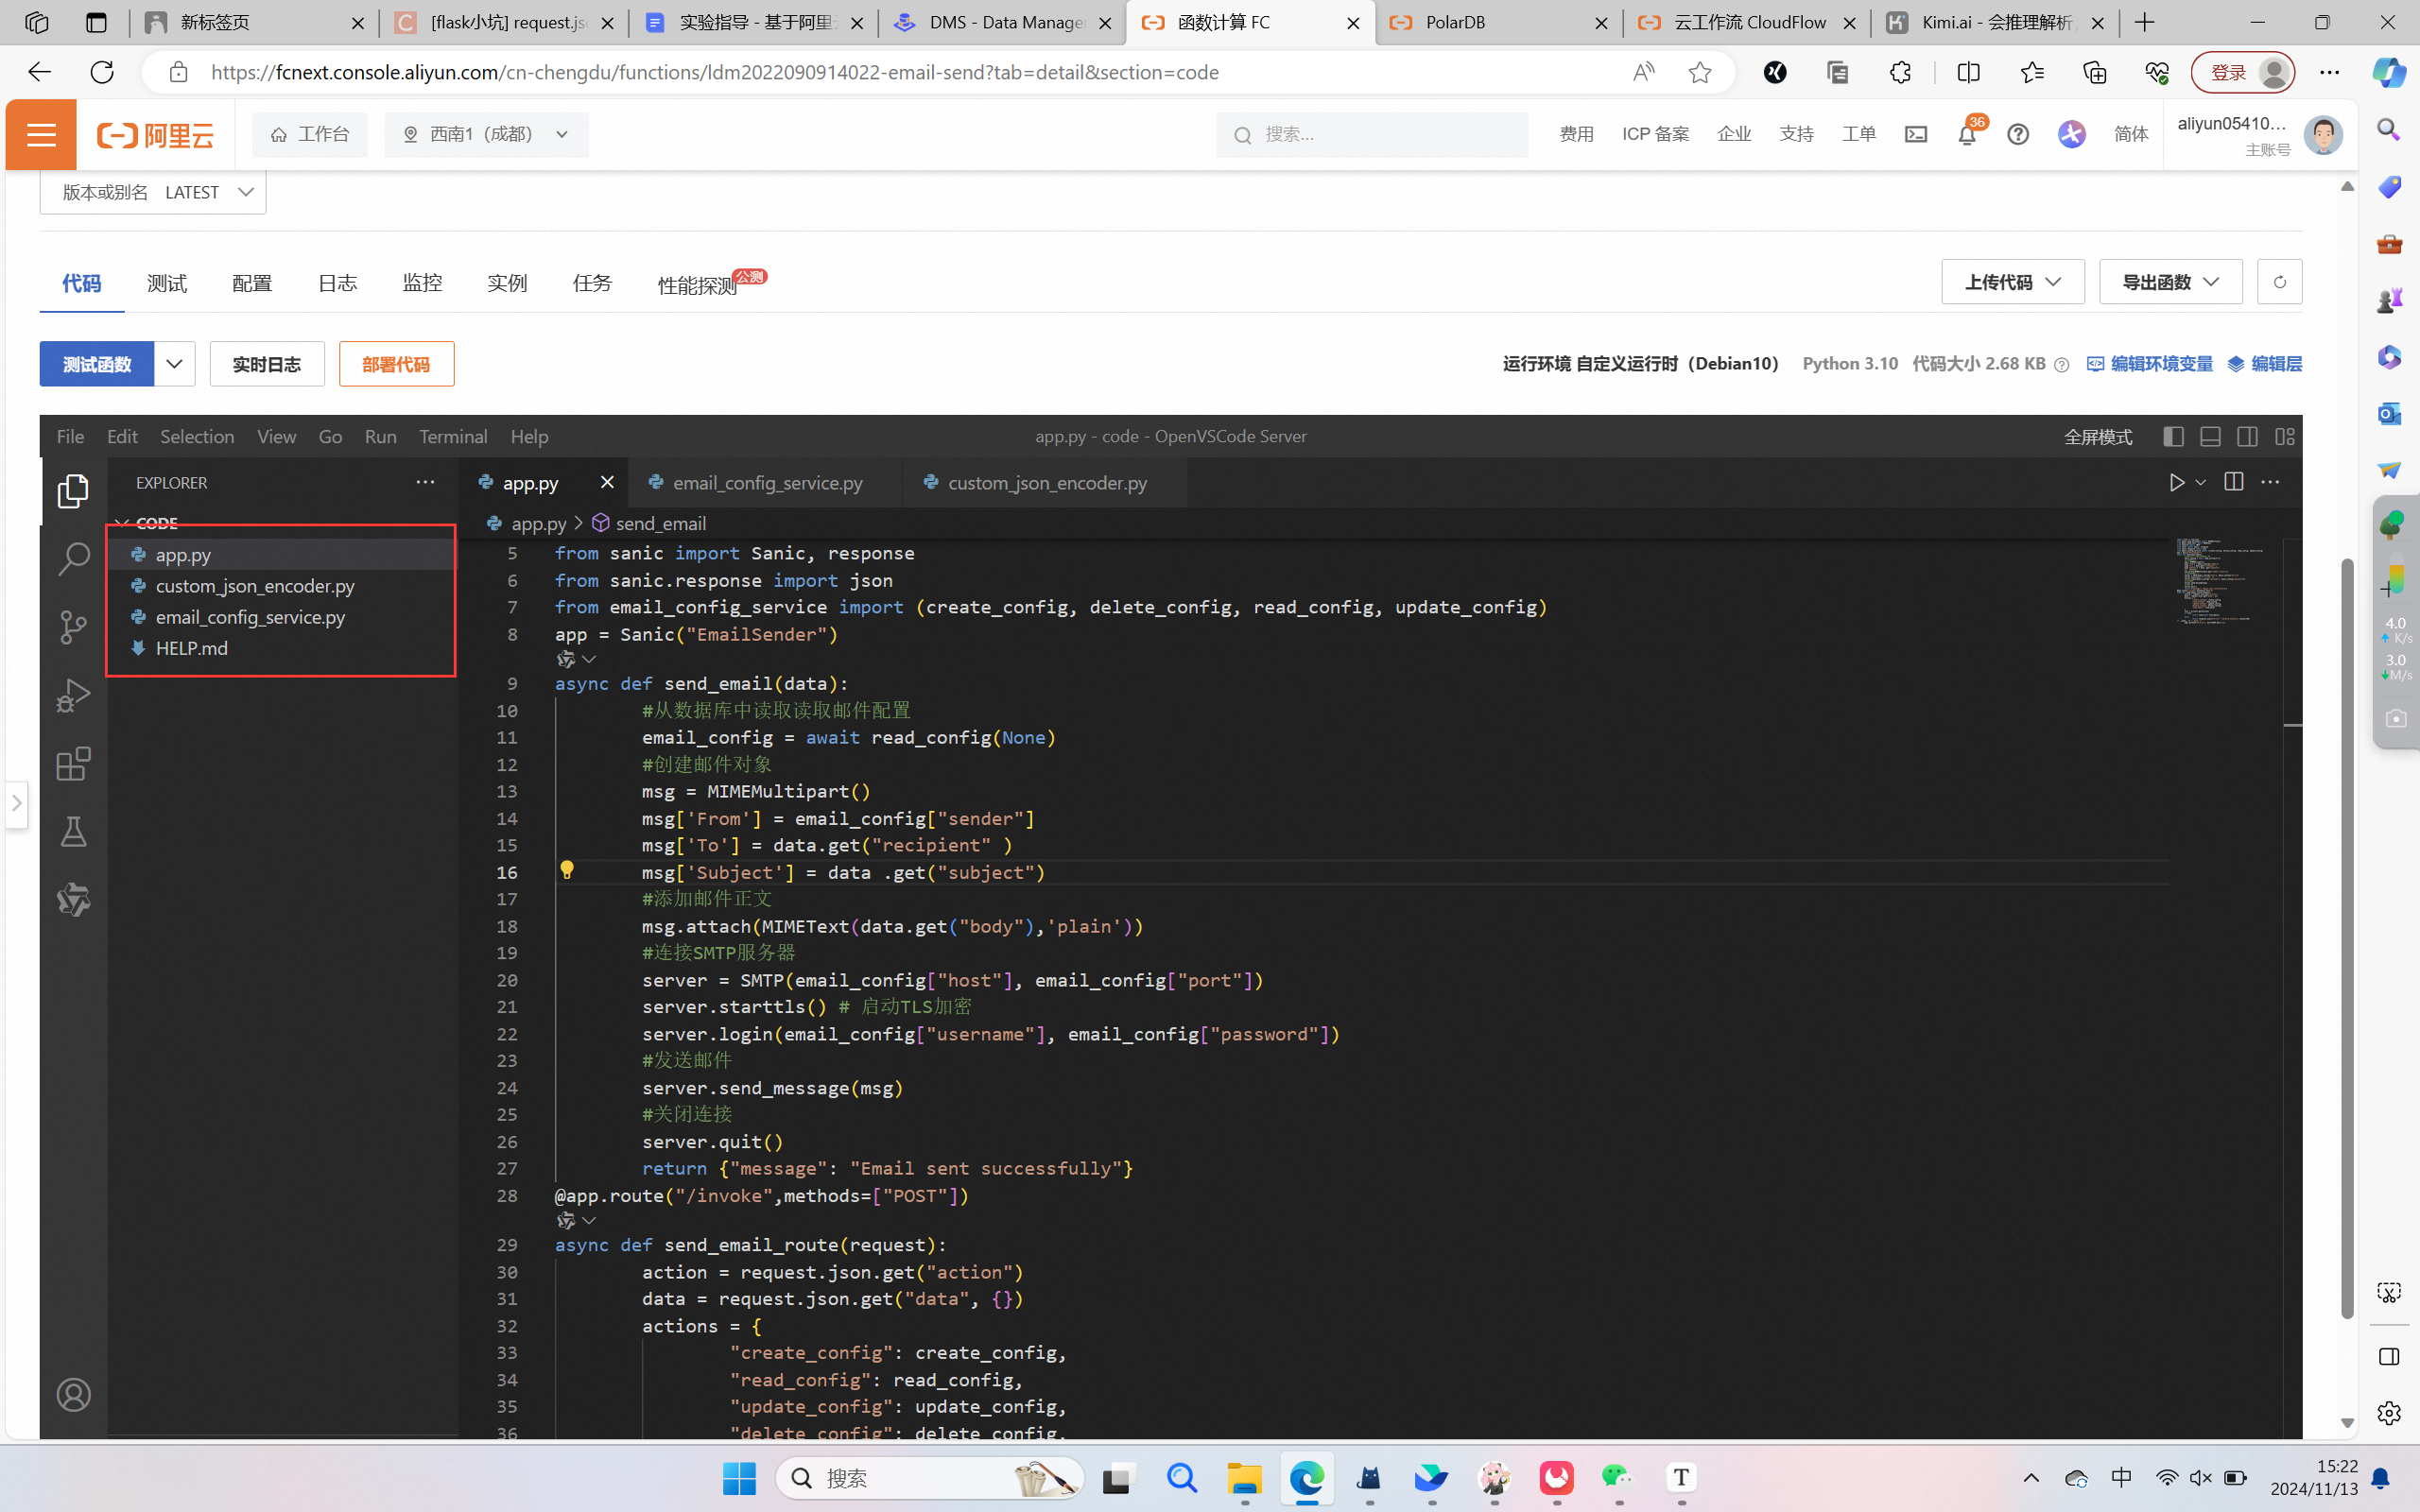 新标签页
[flask小坑] request.js
实验指导 - 基于阿里
DMS - Data Manage
函数计算 FC
PolarDB
云工作流 CloudFlow
Kimi.ai - 会推理解析
https://fcnext.console.aliyun.com/cn-chengdu/functions/ldm2022090914022-email-send?tab=detail&section=code
登录
阿里云
工作台
西南1（成都）
搜索...
费用
ICP 备案
企业
支持
工单
36
简体
aliyun05410...
主账号
版本或别名 LATEST
代码
测试
配置
日志
监控
实例
任务
性能探测
公测
上传代码
导出函数
测试函数
实时日志
部署代码
运行环境 自定义运行时（Debian10）
Python 3.10
代码大小 2.68 KB
编辑环境变量
编辑层
File Edit Selection View Go Run Terminal Help
app.py - code - OpenVSCode Server
全屏模式
EXPLORER
app.py
email_config_service.py
custom_json_encoder.py
CODE
app.py
custom_json_encoder.py
email_config_service.py
HELP.md
app.py > send_email
5 from sanic import Sanic, response
6 from sanic.response import json
7 from email_config_service import (create_config, delete_config, read_config, update_config)
8 app = Sanic("EmailSender")
9 async def send_email(data):
10 #从数据库中读取读取邮件配置
11 email_config = await read_config(None)
12 #创建邮件对象
13 msg = MIMEMultipart()
14 msg['From'] = email_config["sender"]
15 msg['To'] = data.get("recipient" )
16 msg['Subject'] = data .get("subject")
17 #添加邮件正文
18 msg.attach(MIMEText(data.get("body"),'plain'))
19 #连接SMTP服务器
20 server = SMTP(email_config["host"], email_config["port"])
21 server.starttls() # 启动TLS加密
22 server.login(email_config["username"], email_config["password"])
23 #发送邮件
24 server.send_message(msg)
25 #关闭连接
26 server.quit()
27 return {"message": "Email sent successfully"}
28 @app.route("/invoke",methods=["POST"])
29 async def send_email_route(request):
30 action = request.json.get("action")
31 data = request.json.get("data", {})
32 actions = {
33 "create_config": create_config,
34 "read_config": read_config,
35 "update_config": update_config,
36 "delete_config": delete_config,
4.0
K/s
3.0
M/s
搜索
中
15:22
2024/11/13